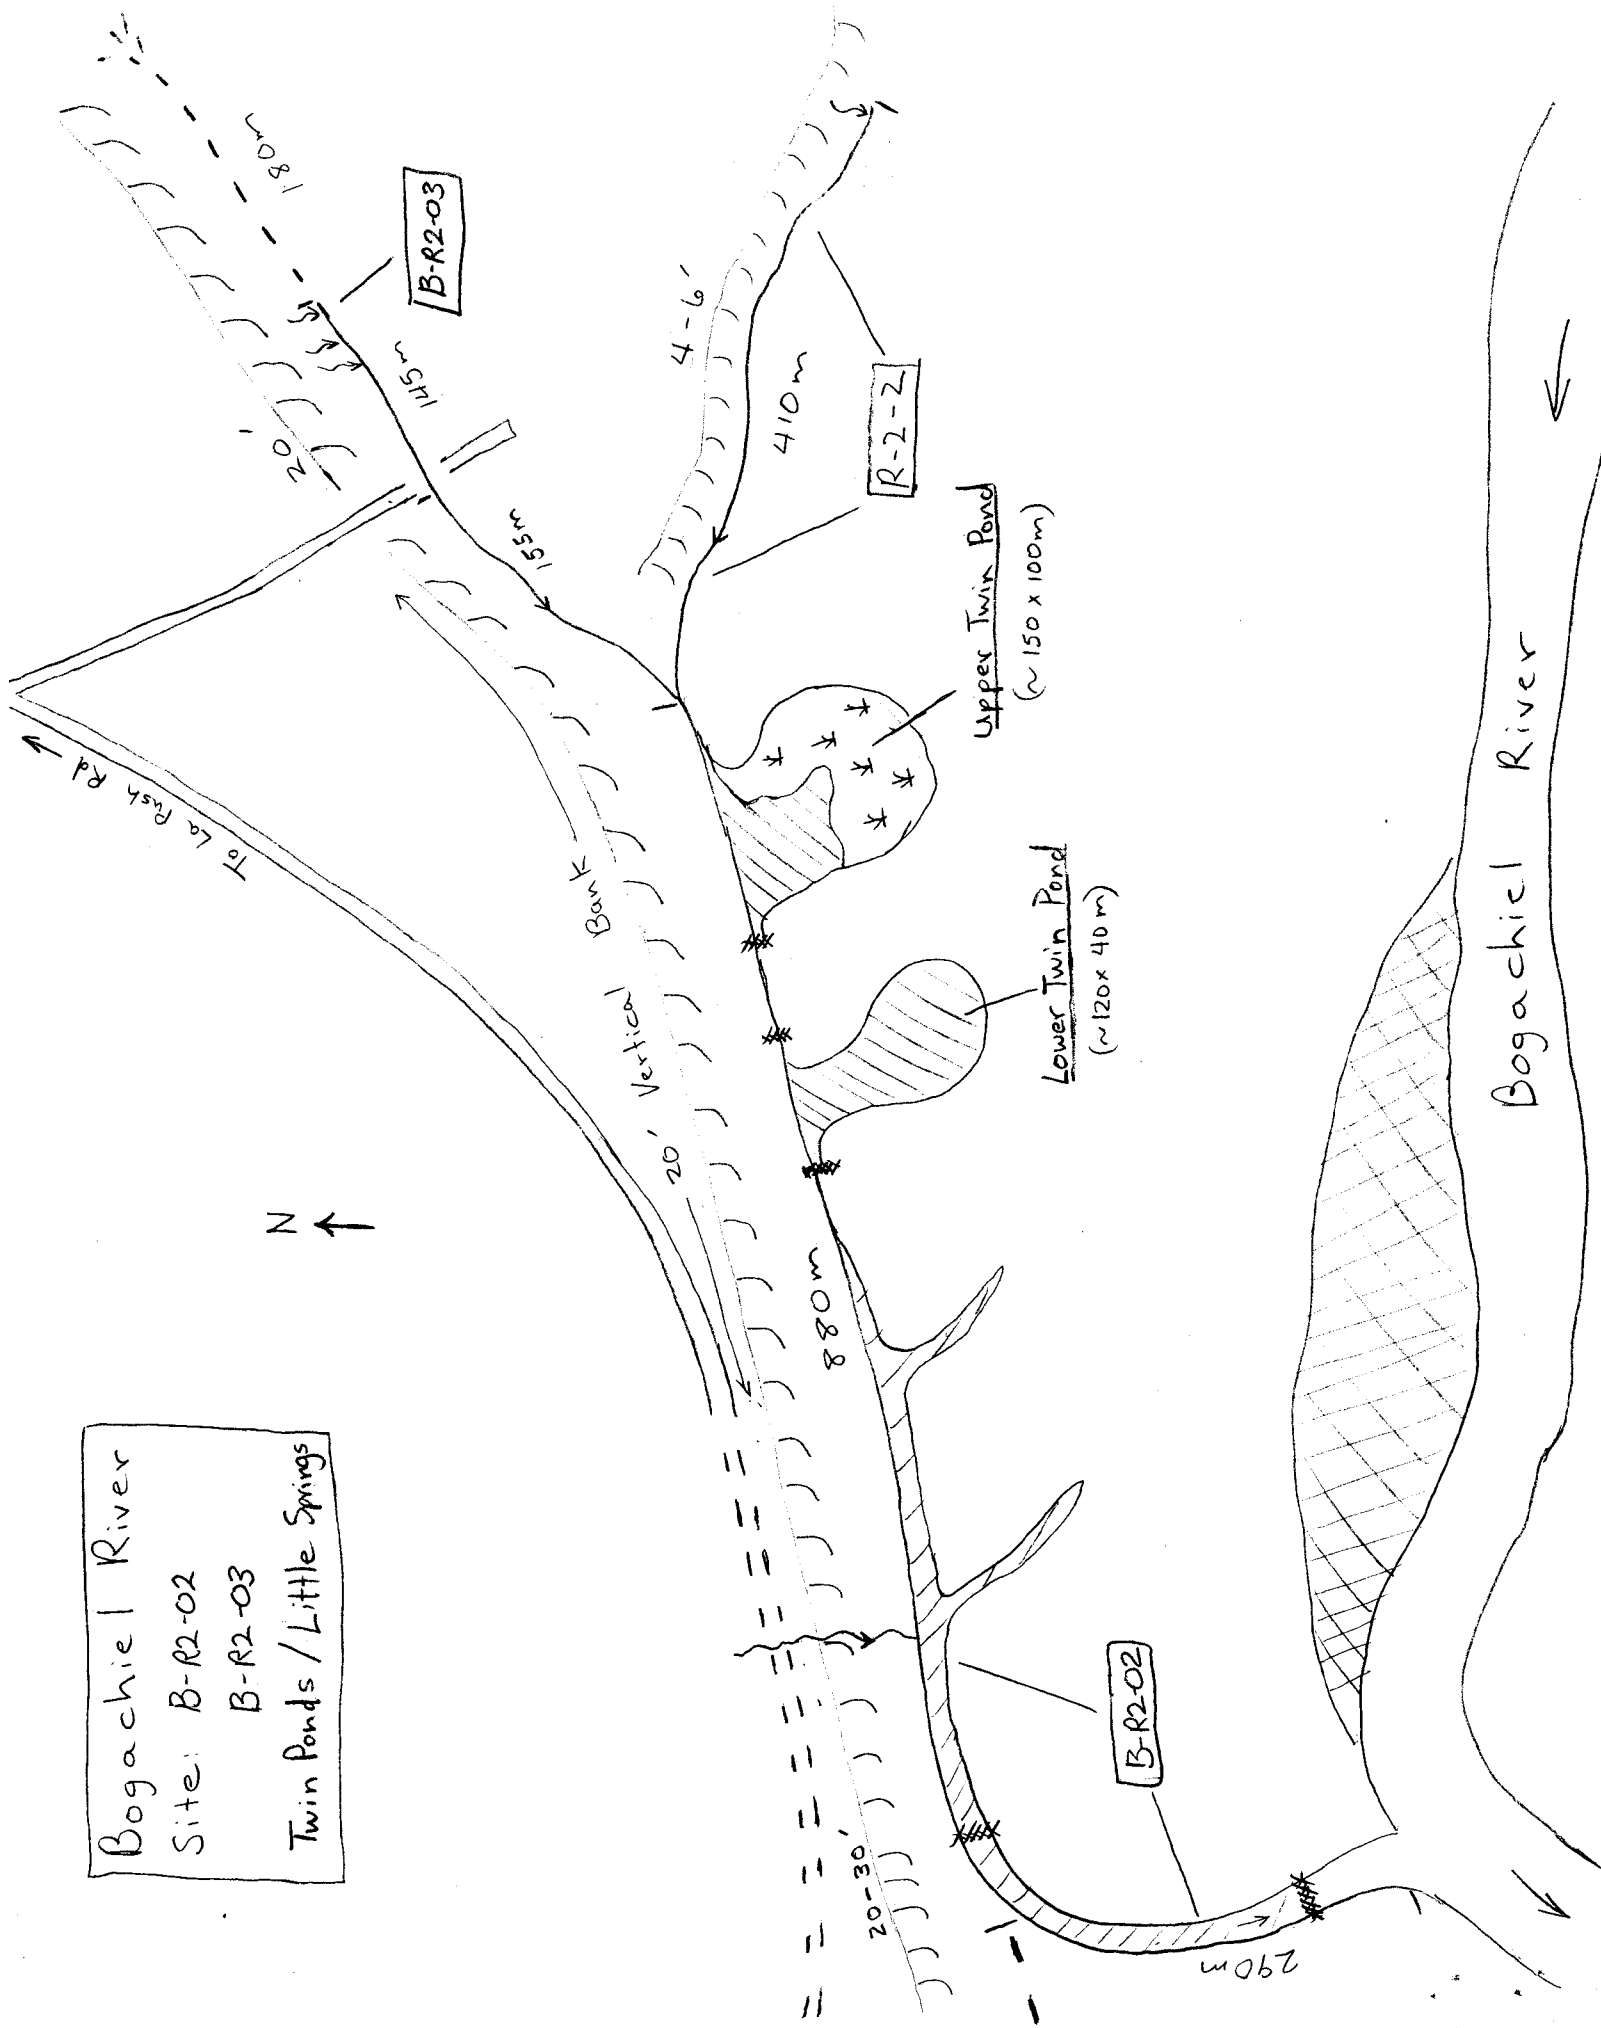 Bogachiel River
Site: B-R2-02
B-R2-03
Twin Ponds / Little Springs
N
To La Push Rd
20'
180m
B-R2-03
145m
155m
4-6'
410m
R-2-2
20' Vertical Bank
Upper Twin Pond
(~150 x 100m)
Lower Twin Pond
(~120 x 40m)
880m
20-30'
B-R2-02
290m
Bogachiel River